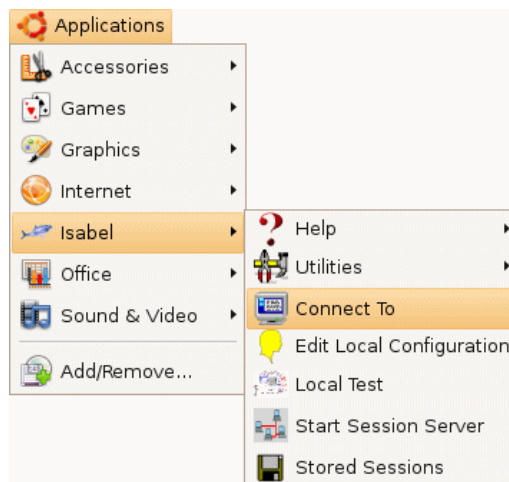 Applications
Accessories
Games
Graphics
Internet
Isabel
Office
Sound & Video
Add/Remove...
Help
Utilities
Connect To
Edit Local Configuration
Local Test
Start Session Server
Stored Sessions